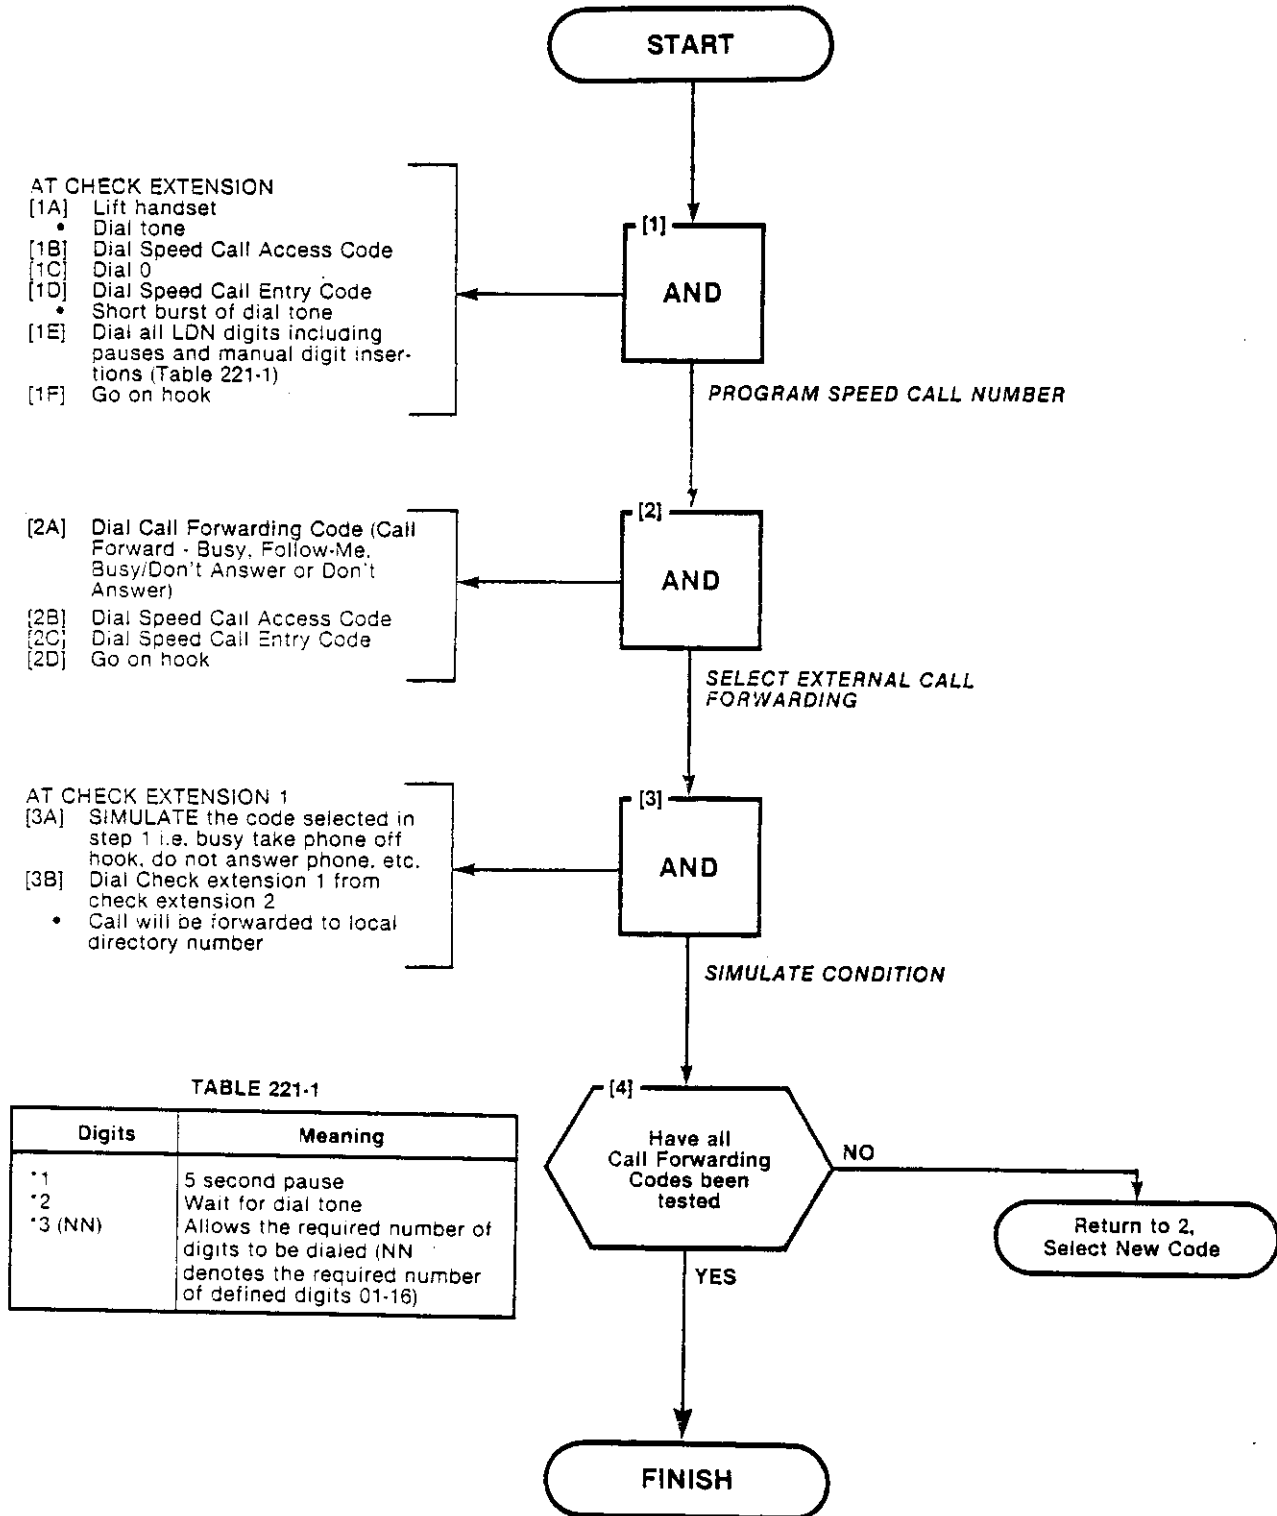 START
AT CHECK EXTENSION
[1A] Lift handset
• Dial tone
[1B] Dial Speed Call Access Code
[1C] Dial 0
[1D] Dial Speed Call Entry Code
• Short burst of dial tone
[1E] Dial all LDN digits including
pauses and manual digit inser-
tions (Table 221-1)
[1F] Go on hook
[1]
AND
PROGRAM SPEED CALL NUMBER
[2A] Dial Call Forwarding Code (Call
Forward - Busy, Follow-Me,
Busy/Don't Answer or Don't
Answer)
[2B] Dial Speed Call Access Code
[2C] Dial Speed Call Entry Code
[2D] Go on hook
[2]
AND
SELECT EXTERNAL CALL
FORWARDING
AT CHECK EXTENSION 1
[3A] SIMULATE the code selected in
step 1 i.e. busy take phone off
hook, do not answer phone, etc.
[3B] Dial Check extension 1 from
check extension 2
• Call will be forwarded to local
directory number
[3]
AND
SIMULATE CONDITION
[4]
Have all
Call Forwarding
Codes been
tested
NO
Return to 2,
Select New Code
YES
FINISH
TABLE 221-1
Digits Meaning
*1 5 second pause
*2 Wait for dial tone
*3 (NN) Allows the required number of
digits to be dialed (NN
denotes the required number
of defined digits 01-16)